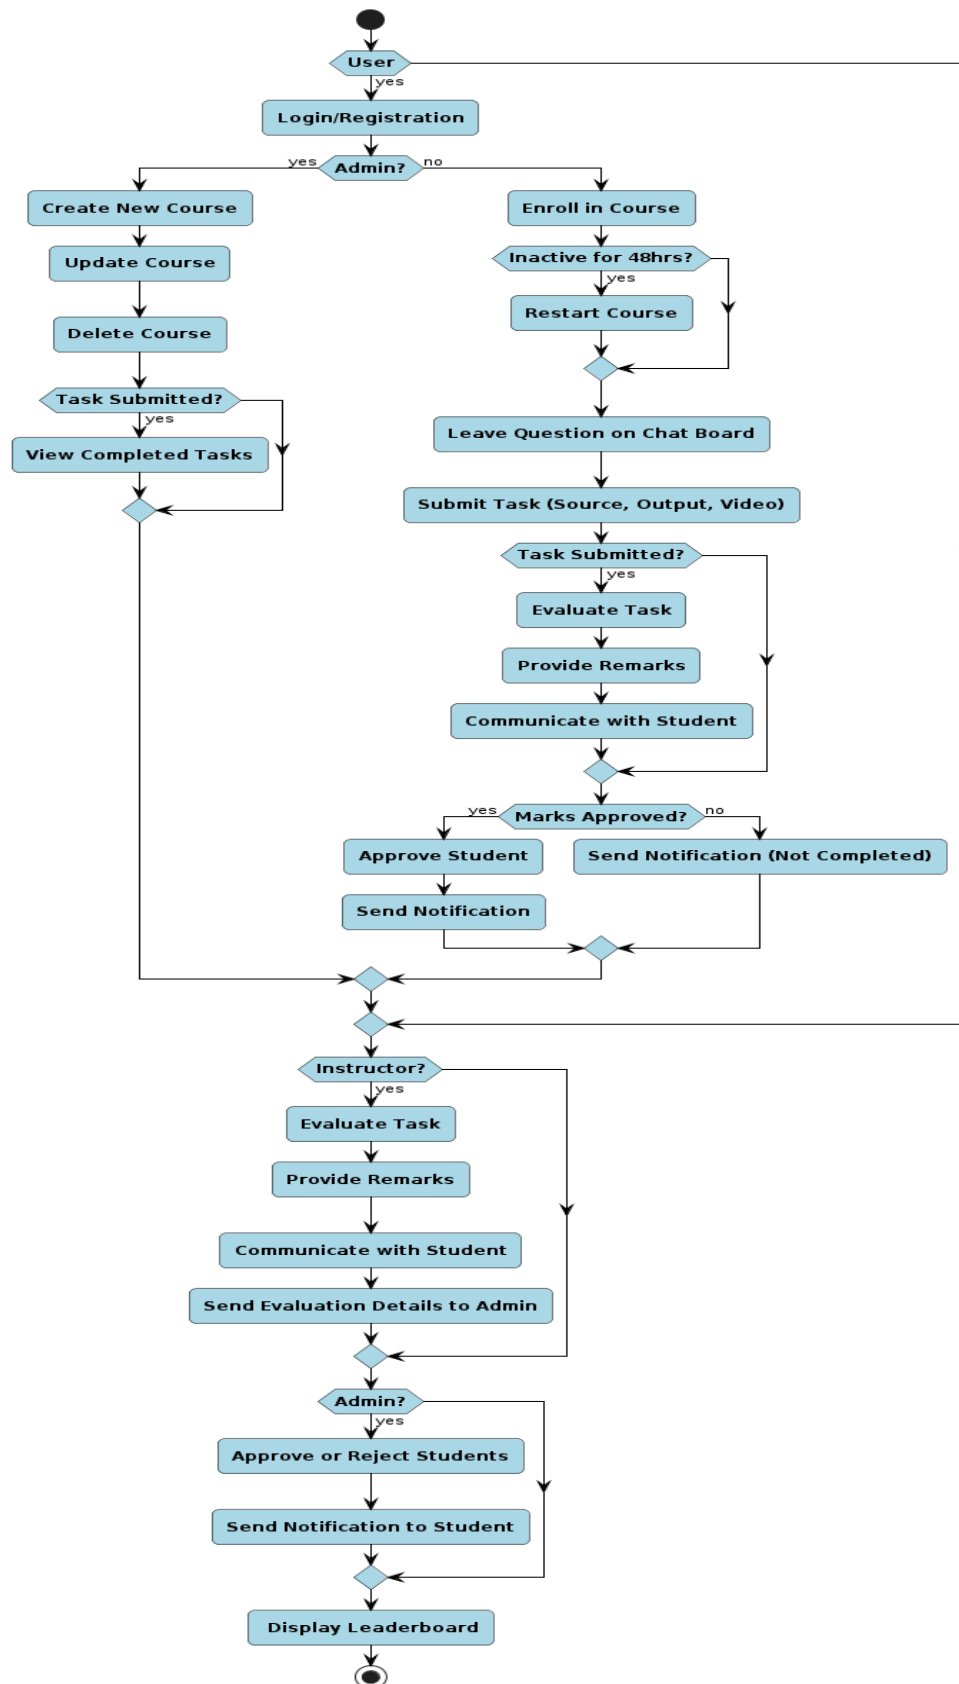 User
yes
Login/Registration
yes
Admin?
no
Create New Course
Enroll in Course
Update Course
Inactive for 48hrs?
yes
Restart Course
Delete Course
Task Submitted?
yes
View Completed Tasks
Leave Question on Chat Board
Submit Task (Source, Output, Video)
Task Submitted?
yes
Evaluate Task
Provide Remarks
Communicate with Student
yes
Marks Approved?
no
Approve Student
Send Notification (Not Completed)
Send Notification
Instructor?
yes
Evaluate Task
Provide Remarks
Communicate with Student
Send Evaluation Details to Admin
Admin?
yes
Approve or Reject Students
Send Notification to Student
Display Leaderboard